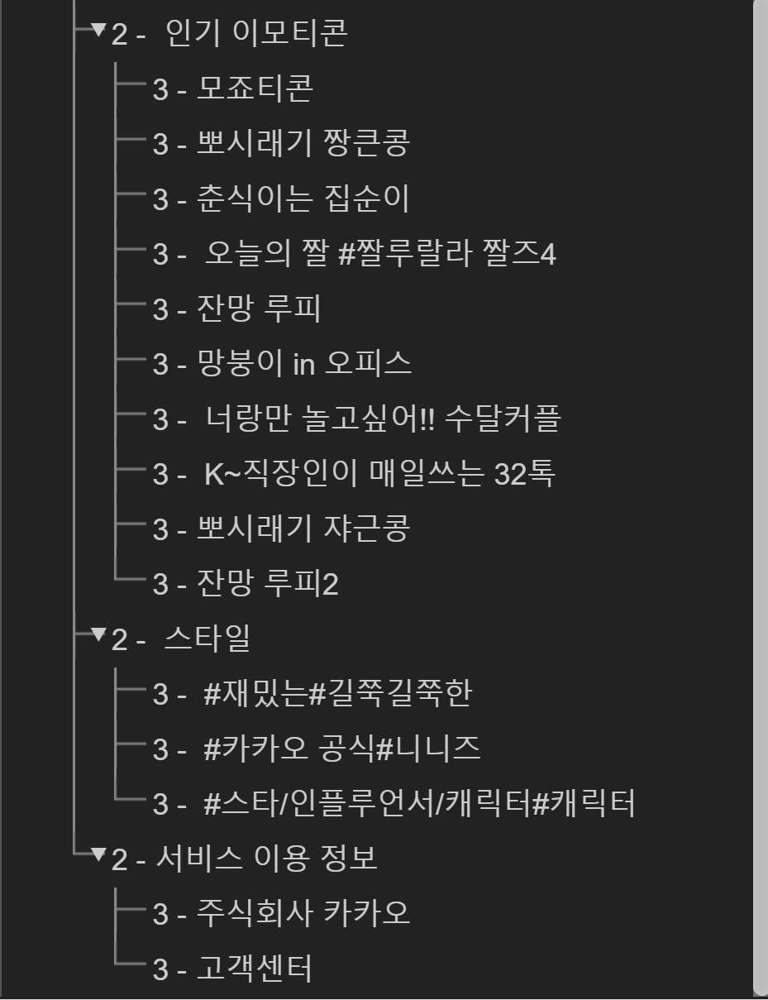 2 - 인기 이모티콘
3 - 모죠티콘
3 - 뽀시래기 짱큰콩
3 - 춘식이는 집순이
3 - 오늘의 짤 #짤루랄라 짤즈4
3 - 잔망 루피
3 - 망붕이 in 오피스
3 - 너랑만 놀고싶어!! 수달커플
3 - K~직장인이 매일쓰는 32톡
3 - 뽀시래기 쟈근콩
3 - 잔망 루피2
2 - 스타일
3 - #재밌는#길쭉길쭉한
3 - #카카오 공식#니니즈
3 - #스타/인플루언서/캐릭터#캐릭터
2 - 서비스 이용 정보
3 - 주식회사 카카오
3 - 고객센터